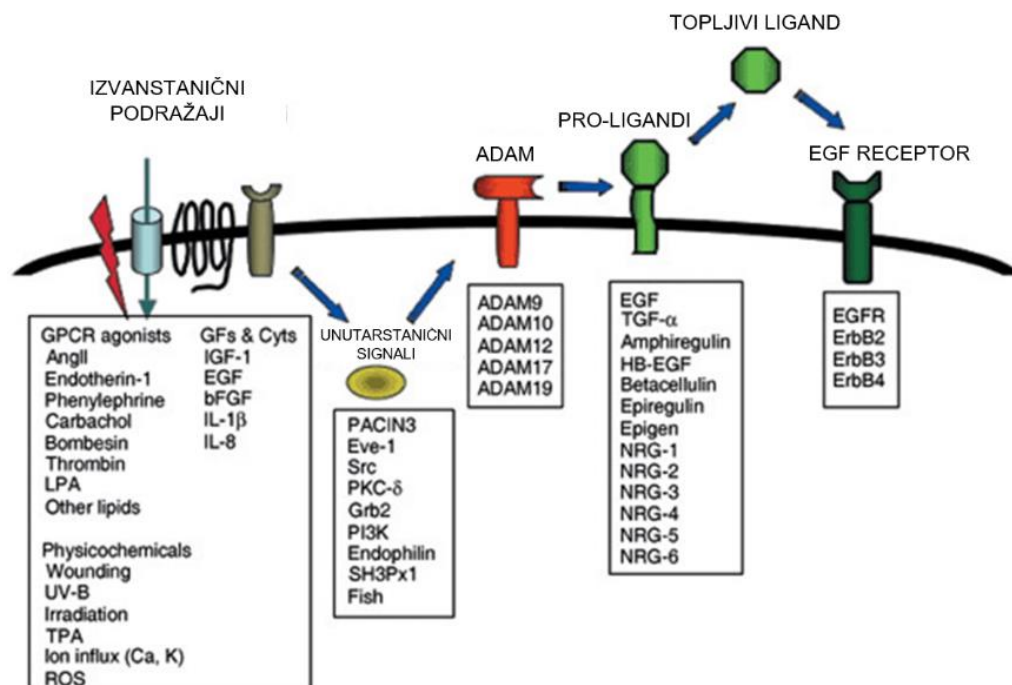 IZVANSTANIČNI
PODRAŽAJI
ADAM
PRO-LIGANDI
TOPLJIVI LIGAND
EGF RECEPTOR
GPCR agonists
AngII
Endotherin-1
Phenylephrine
Carbachol
Bombesin
Thrombin
LPA
Other lipids
Physicochemicals
Wounding
UV-B
Irradiation
TPA
Ion influx (Ca, K)
ROS
GFs & Cyts
IGF-1
EGF
bFGF
IL-1β
IL-8
UNUTARSTANIČNI
SIGNALI
PACIN3
Eve-1
Src
PKC-δ
Grb2
PI3K
Endophilin
SH3Px1
Fish
ADAM9
ADAM10
ADAM12
ADAM17
ADAM19
EGF
TGF-α
Amphiregulin
HB-EGF
Betacellulin
Epiregulin
Epigen
NRG-1
NRG-2
NRG-3
NRG-4
NRG-5
NRG-6
EGFR
ErbB2
ErbB3
ErbB4